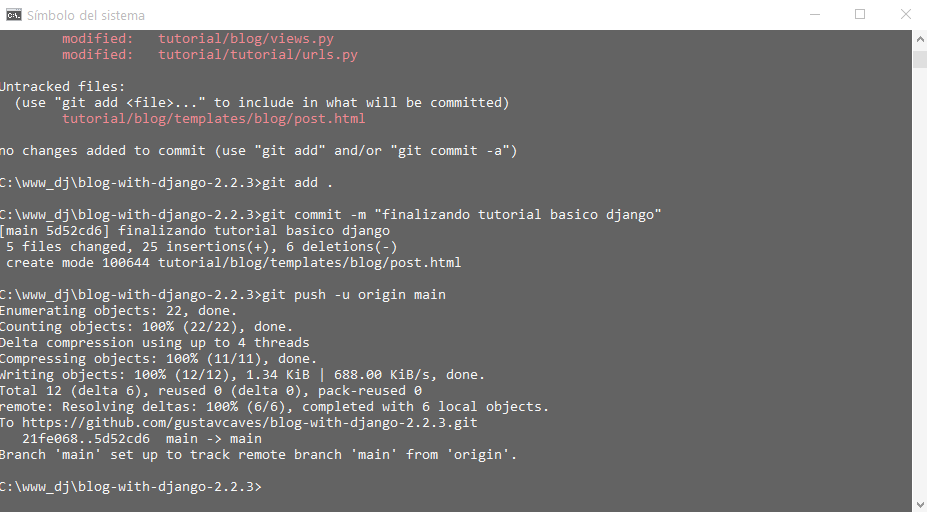 Símbolo del sistema
modified:   tutorial/blog/views.py
modified:   tutorial/tutorial/urls.py
Untracked files:
(use "git add <file>..." to include in what will be committed)
tutorial/blog/templates/blog/post.html
no changes added to commit (use "git add" and/or "git commit -a")
C:\www_dj\blog-with-django-2.2.3>git add .
C:\www_dj\blog-with-django-2.2.3>git commit -m "finalizando tutorial basico django"
[main 5d52cd6] finalizando tutorial basico django
5 files changed, 25 insertions(+), 6 deletions(-)
create mode 100644 tutorial/blog/templates/blog/post.html
C:\www_dj\blog-with-django-2.2.3>git push -u origin main
Enumerating objects: 22, done.
Counting objects: 100% (22/22), done.
Delta compression using up to 4 threads
Compressing objects: 100% (11/11), done.
Writing objects: 100% (12/12), 1.34 KiB | 688.00 KiB/s, done.
Total 12 (delta 6), reused 0 (delta 0), pack-reused 0
remote: Resolving deltas: 100% (6/6), completed with 6 local objects.
To https://github.com/gustavcaves/blog-with-django-2.2.3.git
21fe068..5d52cd6  main -> main
Branch 'main' set up to track remote branch 'main' from 'origin'.
C:\www_dj\blog-with-django-2.2.3>